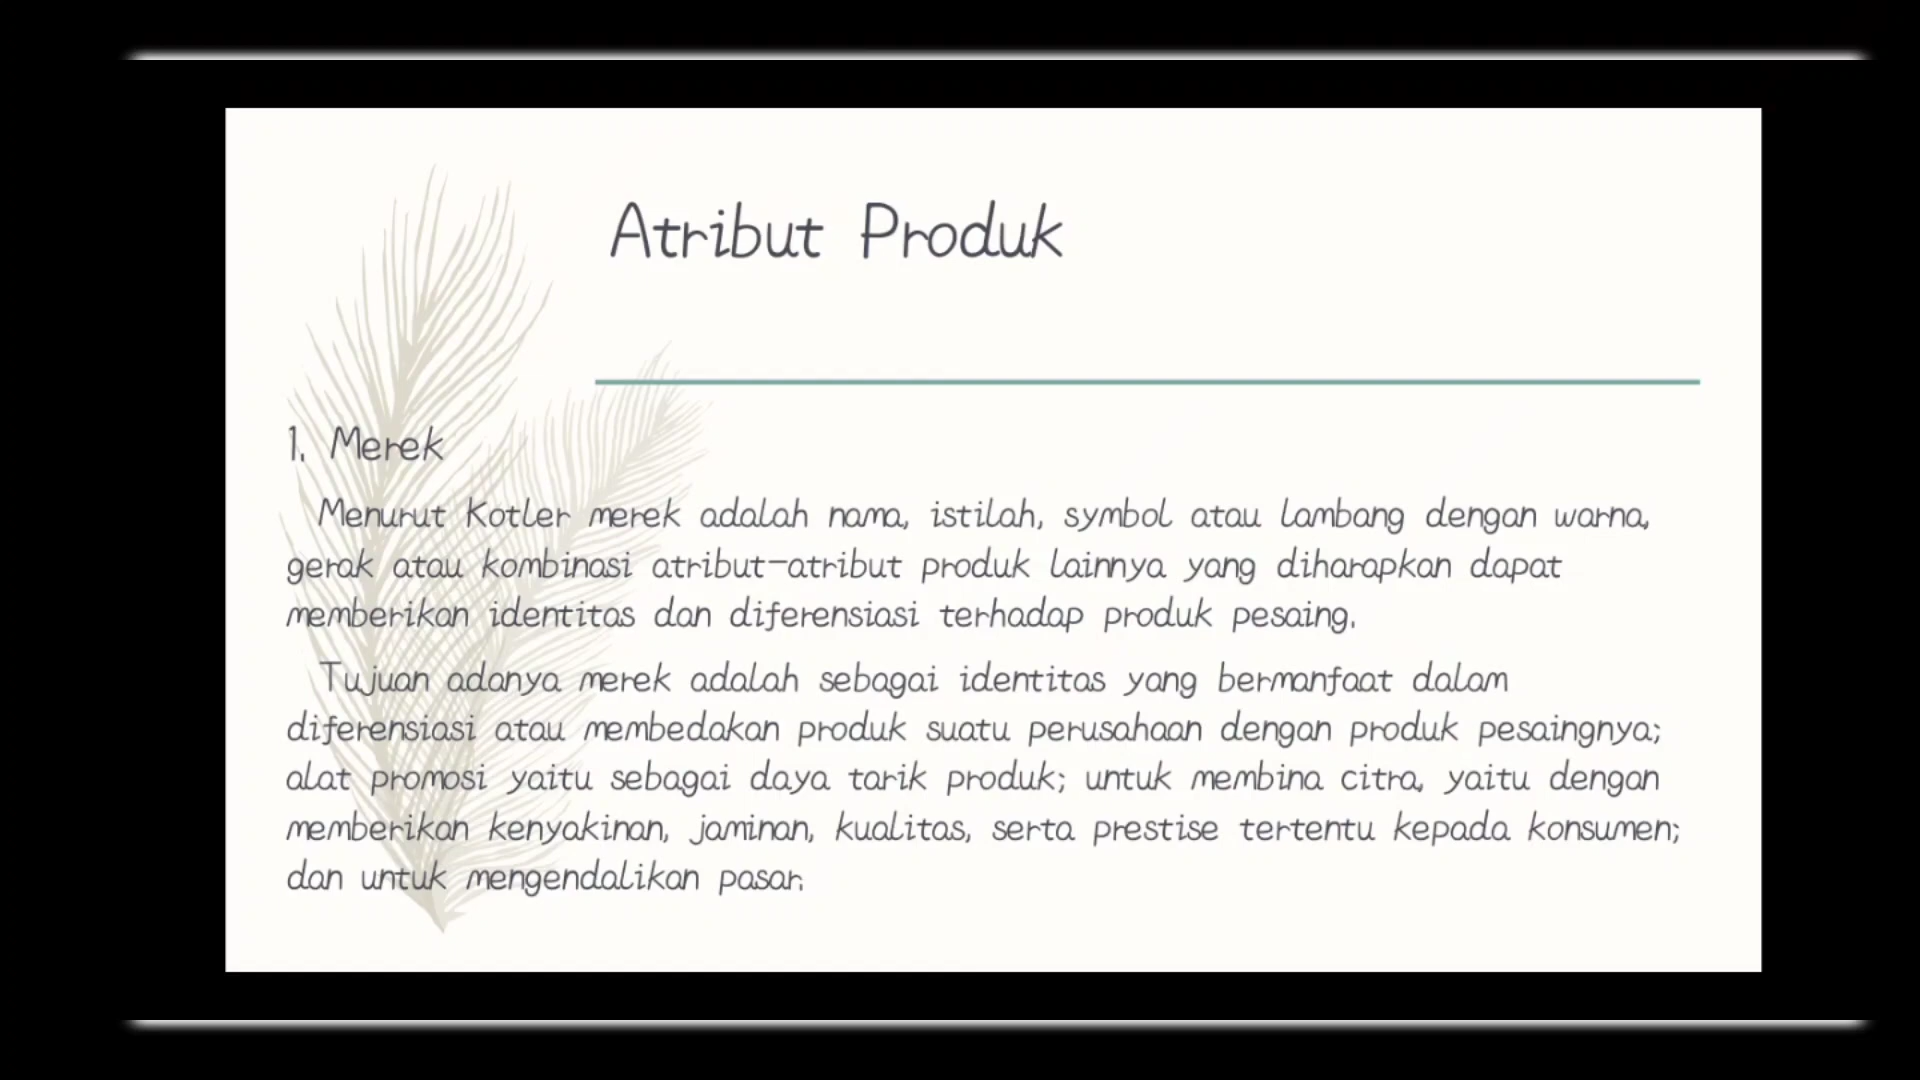 Atribut Produk
1. Merek
Menurut Kotler merek adalah nama, istilah, symbol atau lambang dengan warna,
gerak atau kombinasi atribut-atribut produk lainnya yang diharapkan dapat
memberikan identitas dan diferensiasi terhadap produk pesaing.
Tujuan adanya merek adalah sebagai identitas yang bermanfaat dalam
diferensiasi atau membedakan produk suatu perusahaan dengan produk pesaingnya;
alat promosi yaitu sebagai daya tarik produk; untuk membina citra, yaitu dengan
memberikan kenyakinan, jaminan, kualitas, serta prestise tertentu kepada konsumen;
dan untuk mengendalikan pasar.